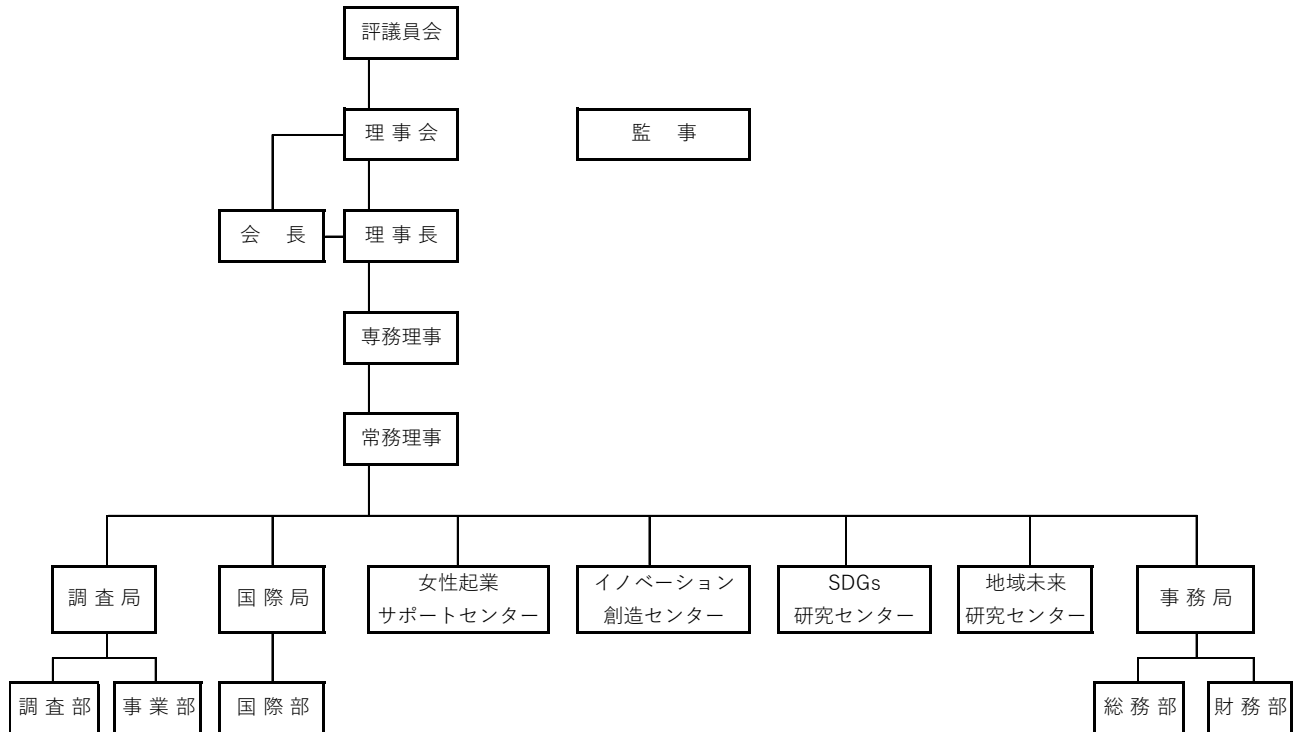 評議員会
理事会
監　事
会　長
理事長
専務理事
常務理事
調査局
国際局
女性起業
サポートセンター
イノベーション
創造センター
SDGs
研究センター
地域未来
研究センター
事務局
調査部
事業部
国際部
総務部
財務部